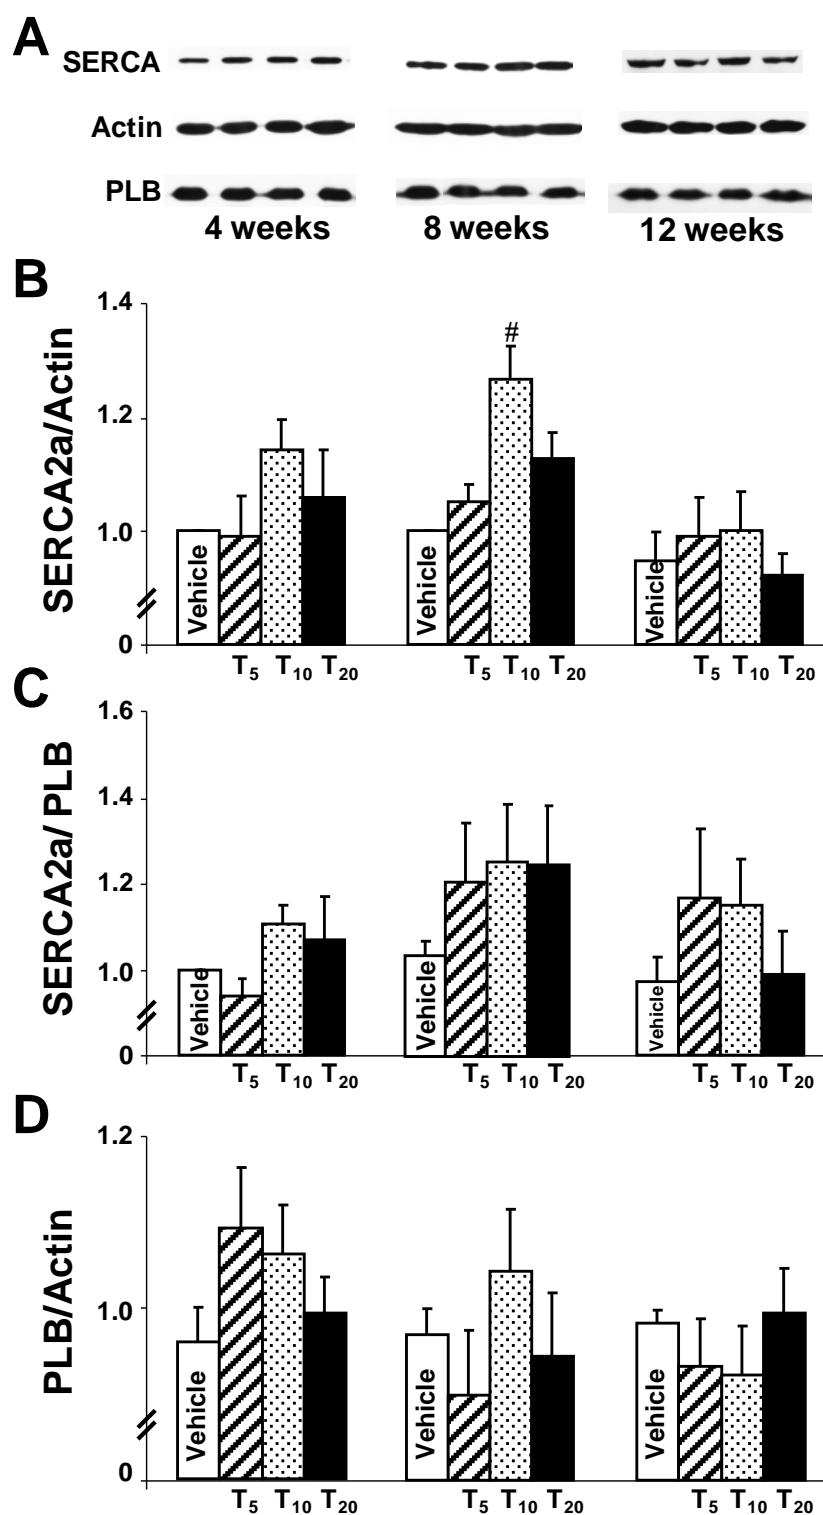 A
SERCA
Actin
PLB
4 weeks
8 weeks
12 weeks
B
SERCA2a/Actin
1.4
1.2
1.0
0
#
Vehicle
Vehicle
Vehicle
T5 T10 T20
T5 T10 T20
T5 T10 T20
C
SERCA2a/ PLB
1.6
1.4
1.2
1.0
0
Vehicle
Vehicle
Vehicle
T5 T10 T20
T5 T10 T20
T5 T10 T20
D
PLB/Actin
1.2
1.0
0
Vehicle
Vehicle
Vehicle
T5 T10 T20
T5 T10 T20
T5 T10 T20